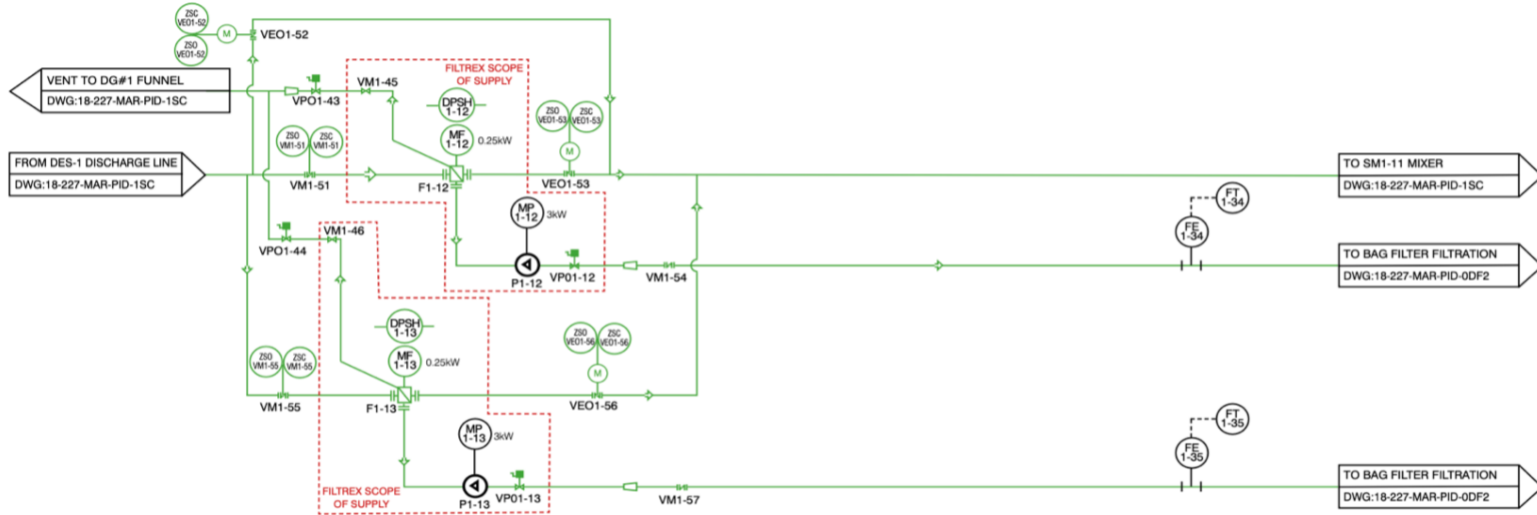 ZSC
VEO1-52
ZSO
VEO1-52
M
VEO1-52
VENT TO DG#1 FUNNEL
DWG:18-227-MAR-PID-1SC
VPO1-43
VM1-45
FILTREX SCOPE
OF SUPPLY
DPSH
1-12
MF
1-12
0.25kW
ZSO
VEO1-53
ZSC
VEO1-53
M
ZSO
VM1-51
ZSC
VM1-51
FROM DES-1 DISCHARGE LINE
DWG:18-227-MAR-PID-1SC
VM1-51
F1-12
VEO1-53
TO SM1-11 MIXER
DWG:18-227-MAR-PID-1SC
MP
1-12
3kW
FT
1-34
FE
1-34
VPO1-44
VM1-46
P1-12
VP01-12
VM1-54
TO BAG FILTER FILTRATION
DWG:18-227-MAR-PID-0DF2
DPSH
1-13
MF
1-13
0.25kW
ZSO
VEO1-56
ZSC
VEO1-56
M
ZSO
VM1-55
ZSC
VM1-55
VM1-55
F1-13
VEO1-56
MP
1-13
3kW
FT
1-35
FE
1-35
FILTREX SCOPE
OF SUPPLY
P1-13
VP01-13
VM1-57
TO BAG FILTER FILTRATION
DWG:18-227-MAR-PID-0DF2